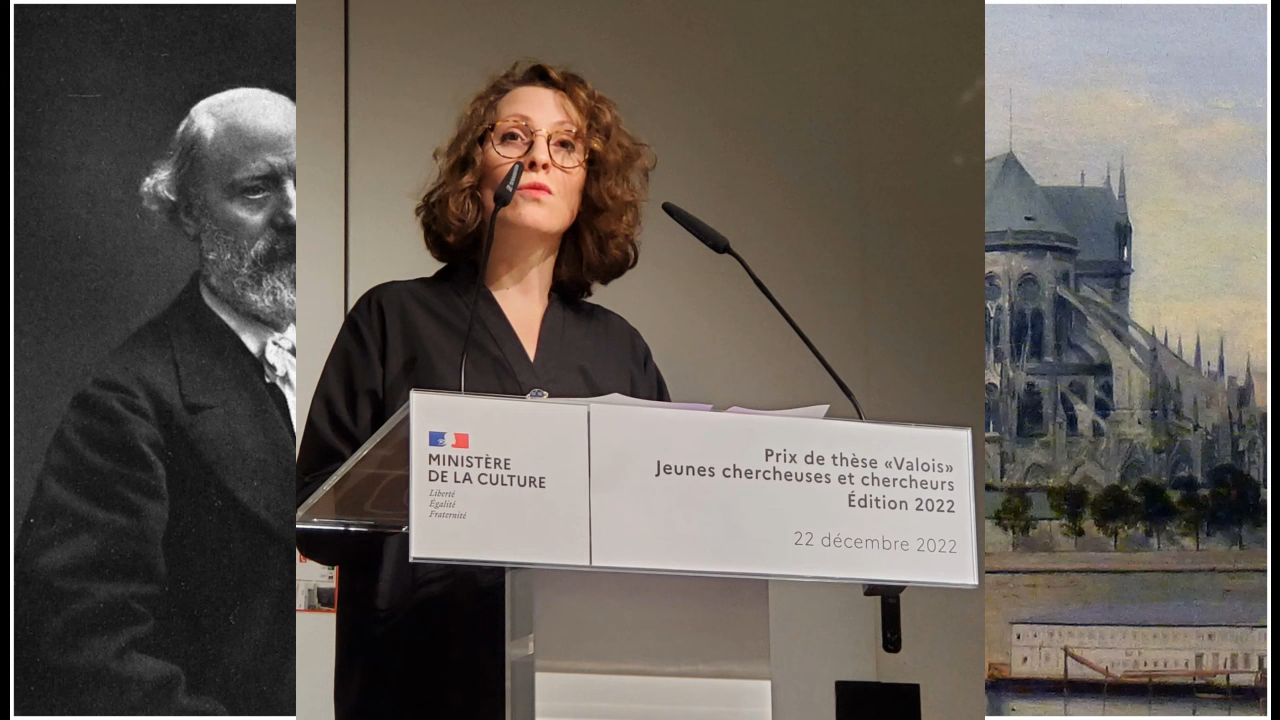 MINISTÈRE
DE LA CULTURE
Liberté
Égalité
Fraternité
Prix de thèse «Valois»
Jeunes chercheuses et chercheurs
Édition 2022
22 décembre 2022